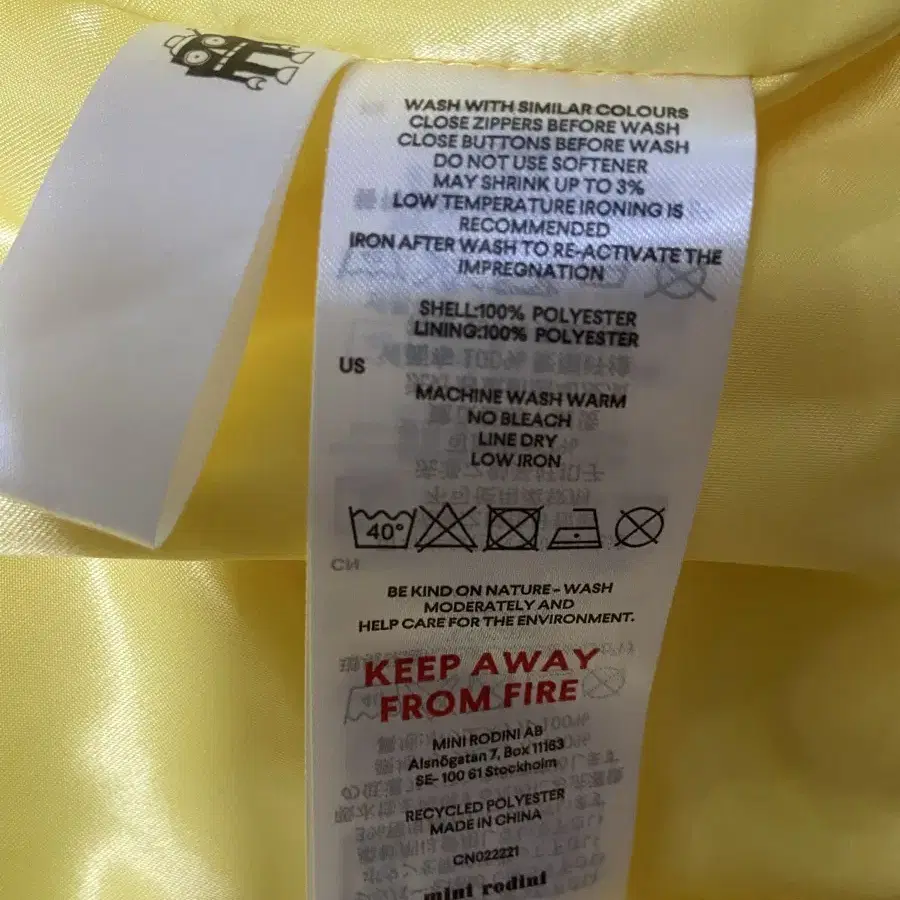 WASH WITH SIMILAR COLOURS
CLOSE ZIPPERS BEFORE WASH
CLOSE BUTTONS BEFORE WASH
DO NOT USE SOFTENER
MAY SHRINK UP TO 3%
LOW TEMPERATURE IRONING IS
RECOMMENDED
IRON AFTER WASH TO RE-ACTIVATE THE
IMPREGNATION
SHELL:100% POLYESTER
LINING:100% POLYESTER
US
MACHINE WASH WARM
NO BLEACH
LINE DRY
LOW IRON
40°
CN
BE KIND ON NATURE - WASH
MODERATELY AND
HELP CARE FOR THE ENVIRONMENT.
KEEP AWAY
FROM FIRE
MINI RODINI AB
Alsnögatan 7, Box 11163
SE- 100 61 Stockholm
RECYCLED POLYESTER
MADE IN CHINA
CN022221
mini rodini